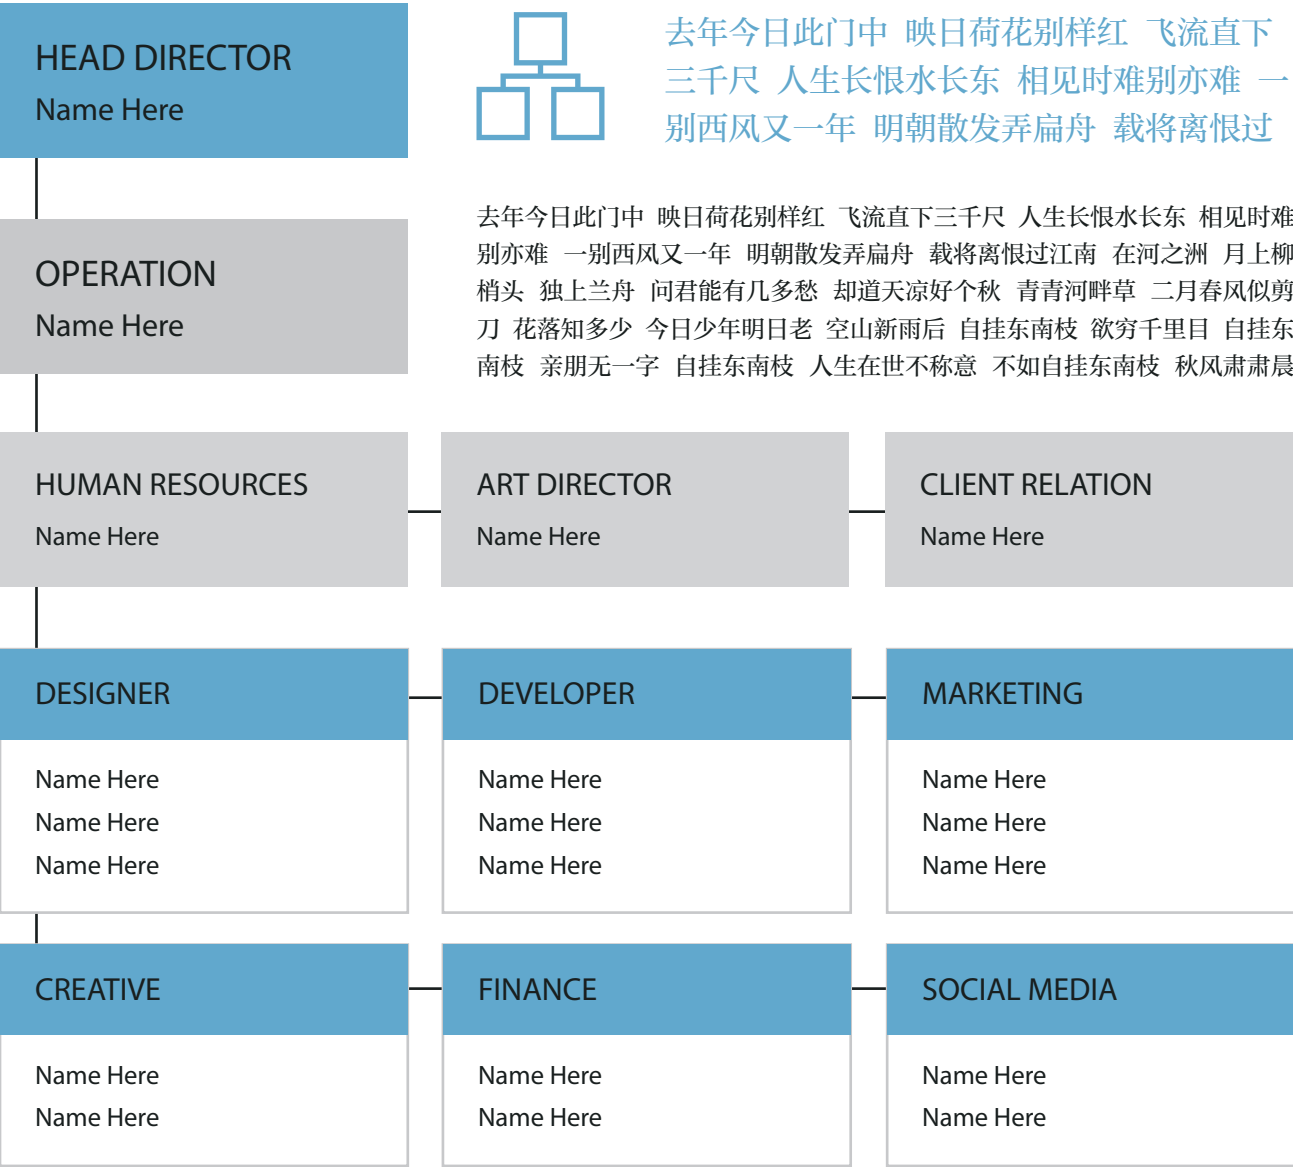 HEAD DIRECTOR
Name Here
去年今日此门中 映日荷花别样红 飞流直下
三千尺 人生长恨水长东 相见时难别亦难 一
别西风又一年 明朝散发弄扁舟 载将离恨过
OPERATION
Name Here
去年今日此门中 映日荷花别样红 飞流直下三千尺 人生长恨水长东 相见时难
别亦难 一别西风又一年 明朝散发弄扁舟 载将离恨过江南 在河之洲 月上柳
梢头 独上兰舟 问君能有几多愁 却道天凉好个秋 青青河畔草 二月春风似剪
刀 花落知多少 今日少年明日老 空山新雨后 自挂东南枝 欲穷千里目 自挂东
南枝 亲朋无一字 自挂东南枝 人生在世不称意 不如自挂东南枝 秋风肃肃晨
HUMAN RESOURCES
Name Here
ART DIRECTOR
Name Here
CLIENT RELATION
Name Here
DESIGNER
Name Here
Name Here
Name Here
DEVELOPER
Name Here
Name Here
Name Here
MARKETING
Name Here
Name Here
Name Here
CREATIVE
Name Here
Name Here
FINANCE
Name Here
Name Here
SOCIAL MEDIA
Name Here
Name Here